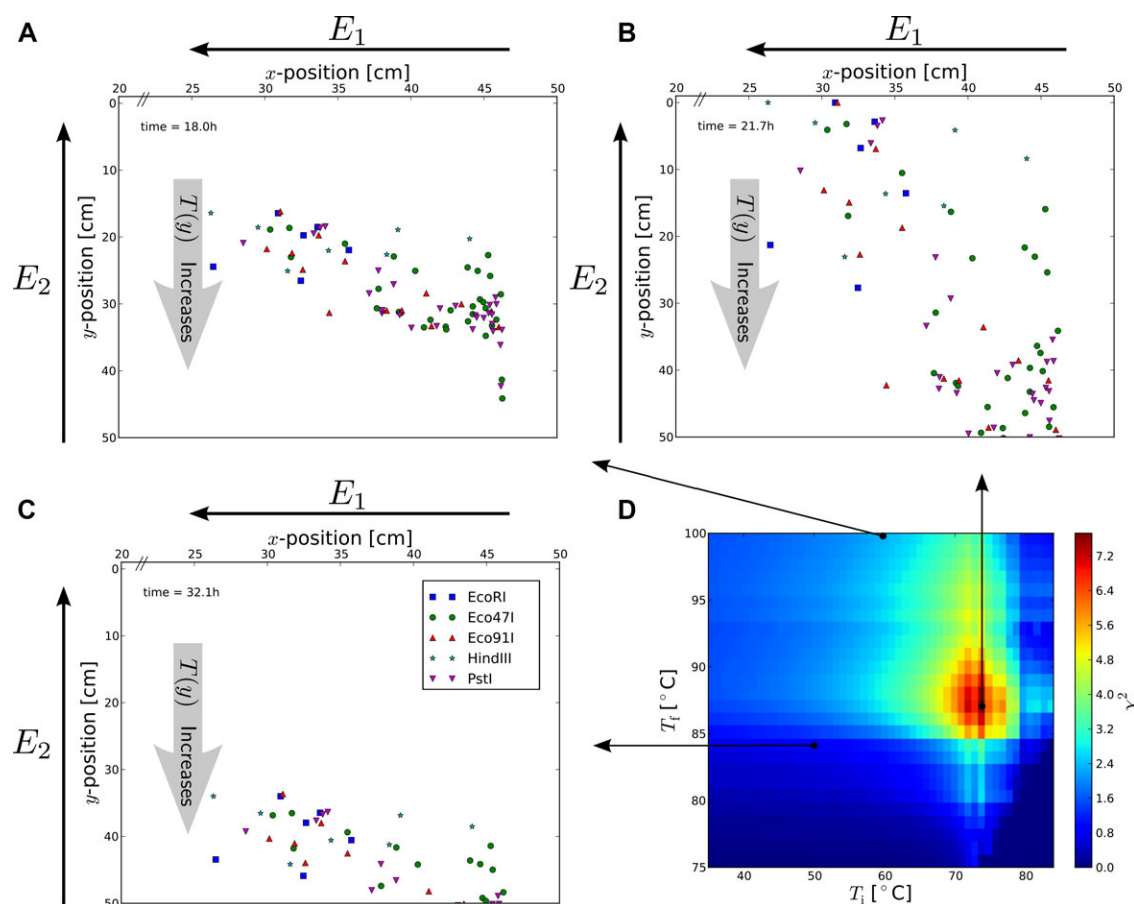 A
E1
x-position [cm]
20 // 25 30 35 40 45 50
0
10
20
30
40
50
time = 18.0h
y-position [cm]
E2
T(y) Increases
B
E1
x-position [cm]
20 // 25 30 35 40 45 50
0
10
20
30
40
50
time = 21.7h
y-position [cm]
E2
T(y) Increases
C
E1
x-position [cm]
20 // 25 30 35 40 45 50
0
10
20
30
40
50
time = 32.1h
y-position [cm]
E2
T(y) Increases
EcoRI
Eco47I
Eco91I
HindIII
PstI
D
100
95
90
85
80
75
Tf [°C]
40 50 60 70 80
Ti [°C]
7.2
6.4
5.6
4.8
4.0
3.2
2.4
1.6
0.8
0.0